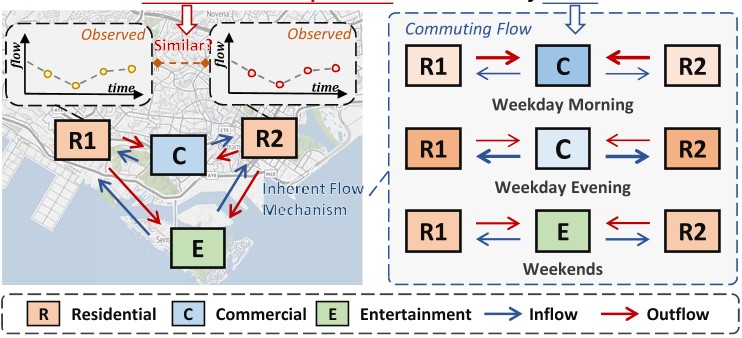 Observed
flow
time
Similar?
Observed
flow
time
R1
C
R2
E
Inherent Flow
Mechanism
Commuting Flow
R1
C
R2
Weekday Morning
R1
C
R2
Weekday Evening
R1
E
R2
Weekends
R Residential
C Commercial
E Entertainment
Inflow
Outflow